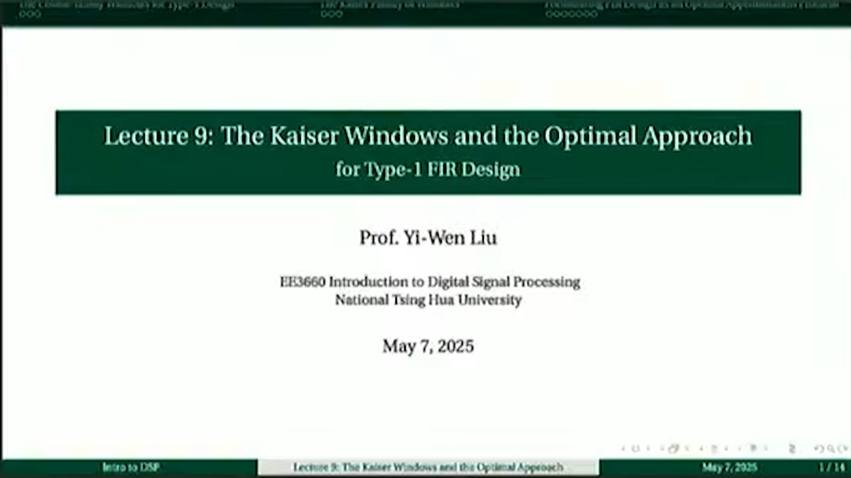 Lecture 9: The Kaiser Windows and the Optimal Approach
for Type-1 FIR Design
Prof. Yi-Wen Liu
EE3660 Introduction to Digital Signal Processing
National Tsing Hua University
May 7, 2025
Intro to DSP
Lecture 9: The Kaiser Windows and the Optimal Approach
May 7, 2025
1 / 14